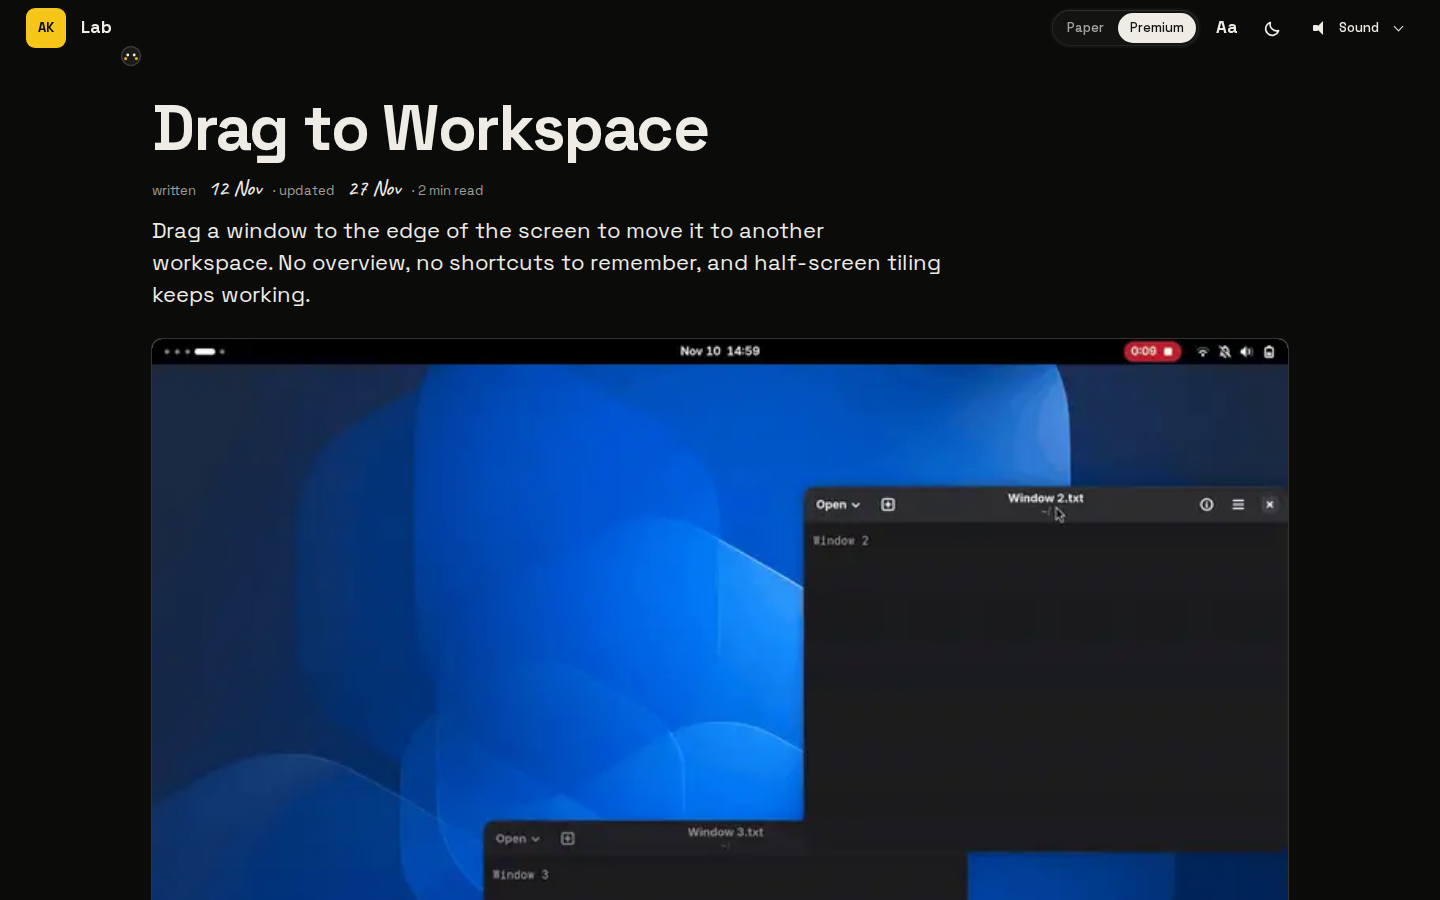 AK Lab
Paper Premium Aa Sound
Drag to Workspace
written 12 Nov · updated 27 Nov · 2 min read
Drag a window to the edge of the screen to move it to another
workspace. No overview, no shortcuts to remember, and half-screen tiling
keeps working.
Nov 10 14:59
0:09
Open
Window 2.txt
~/
Window 2
Open
Window 3.txt
~/
Window 3